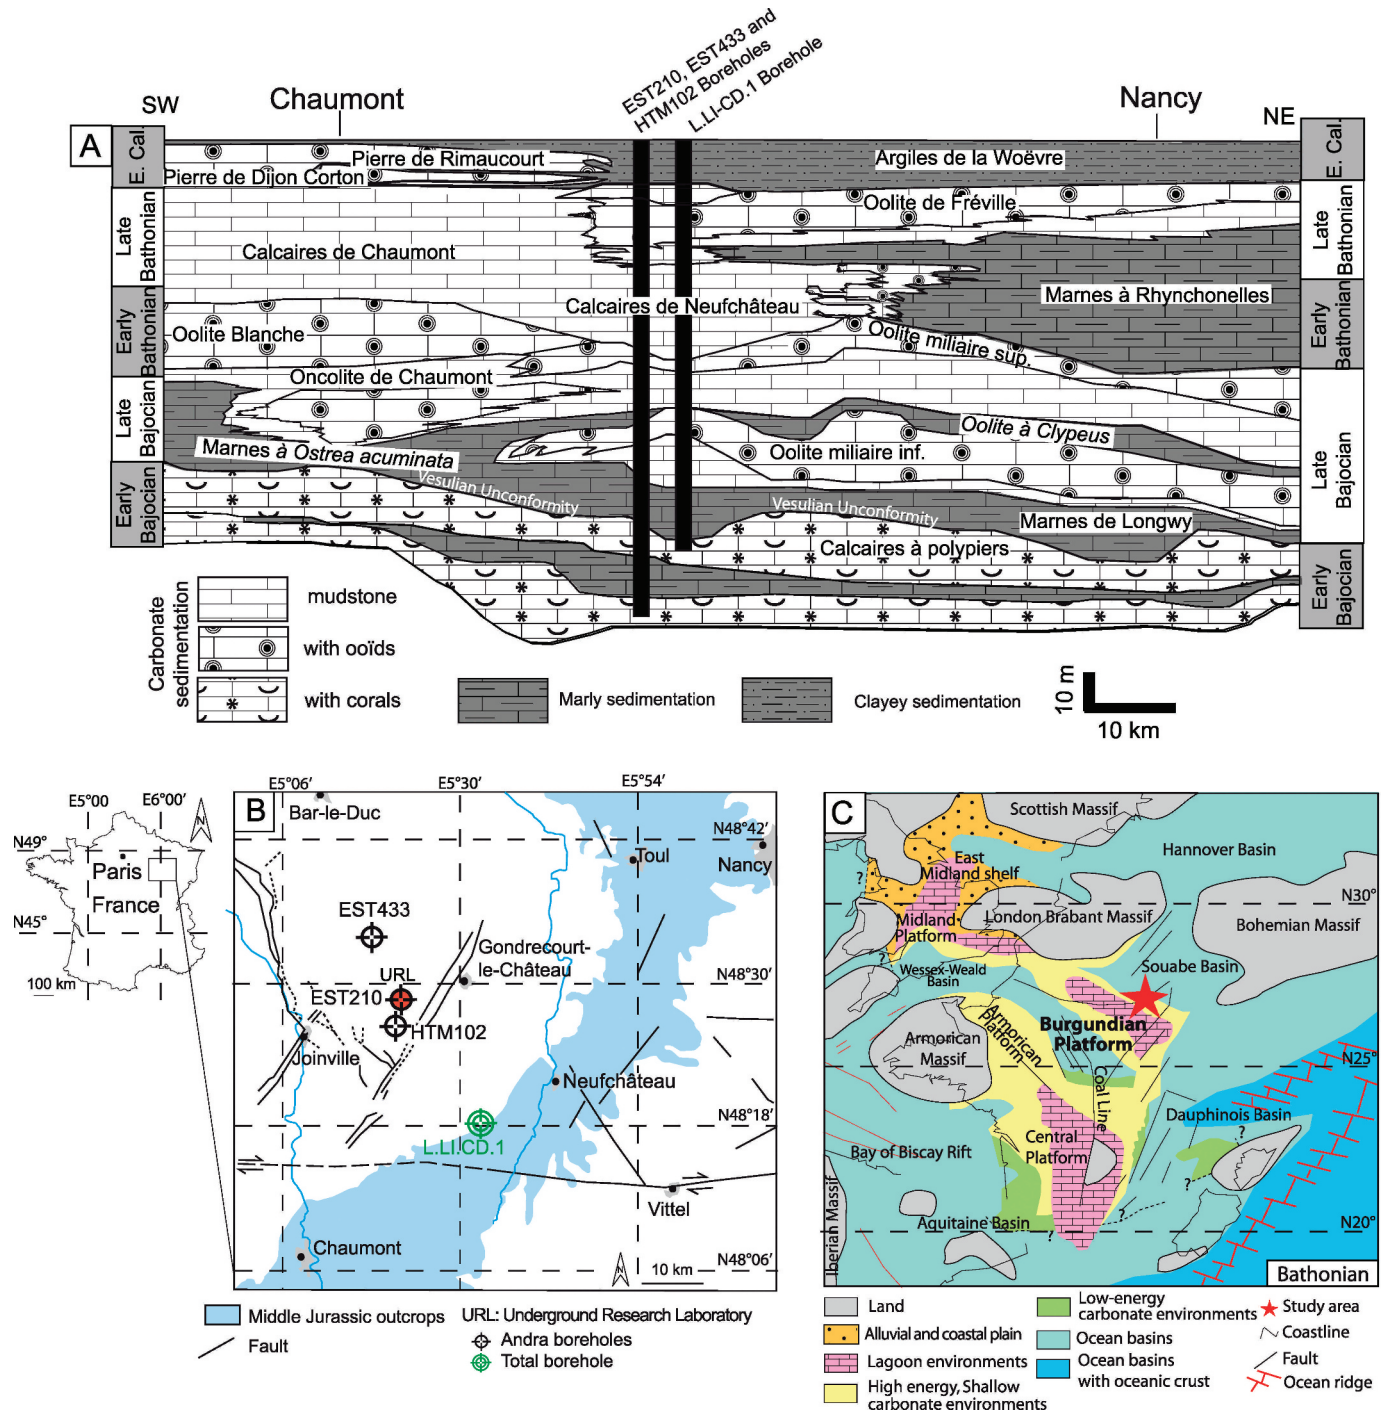 SW
Chaumont
EST210, EST433 and
HTM102 Boreholes
L.LI-CD.1 Borehole
Nancy
NE
A
E. Cal.
Late
Bathonian
Early
Bathonian
Late
Bajocian
Early
Bajocian
Pierre de Rimaucourt
Pierre de Dijon Corton
Argiles de la Woëvre
Oolite de Fréville
Calcaires de Chaumont
Calcaires de Neufchâteau
Marnes à Rhynchonelles
Oolite Blanche
Oolite miliaire sup.
Oncolite de Chaumont
Oolite à Clypeus
Marnes à Ostrea acuminata
Oolite miliaire inf.
Vesulian Unconformity
Vesulian Unconformity
Marnes de Longwy
Calcaires à polypiers
E. Cal.
Late
Bathonian
Early
Bathonian
Late
Bajocian
Early
Bajocian
Carbonate
sedimentation
mudstone
with ooïds
with corals
Marly sedimentation
Clayey sedimentation
10 m
10 km
E5°00
E6°00'
N49°
N45°
Paris
France
100 km
N
B
E5°06'
E5°30'
E5°54'
Bar-le-Duc
N48°42'
Toul
Nancy
EST433
Gondrecourt-
le-Château
URL
EST210
HTM102
N48°30'
Joinville
Neufchâteau
L.LI.CD.1
N48°18'
Vittel
Chaumont
N48°06'
N
10 km
Middle Jurassic outcrops
Fault
URL: Underground Research Laboratory
Andra boreholes
Total borehole
C
Scottish Massif
Hannover Basin
East
Midland shelf
?
N30°
Midland
Platform
London Brabant Massif
Bohemian Massif
Wessex-Weald
Basin
?
Souabe Basin
?
Armorican
Platform
Burgundian
Platform
Armorican
Massif
N25°
Coal Line
Dauphinois Basin
Central
Platform
Bay of Biscay Rift
?
?
?
Iberian Massif
Aquitaine Basin
?
?
N20°
Bathonian
Land
Alluvial and coastal plain
Lagoon environments
High energy, Shallow
carbonate environments
Low-energy
carbonate environments
Ocean basins
Ocean basins
with oceanic crust
Study area
Coastline
Fault
Ocean ridge